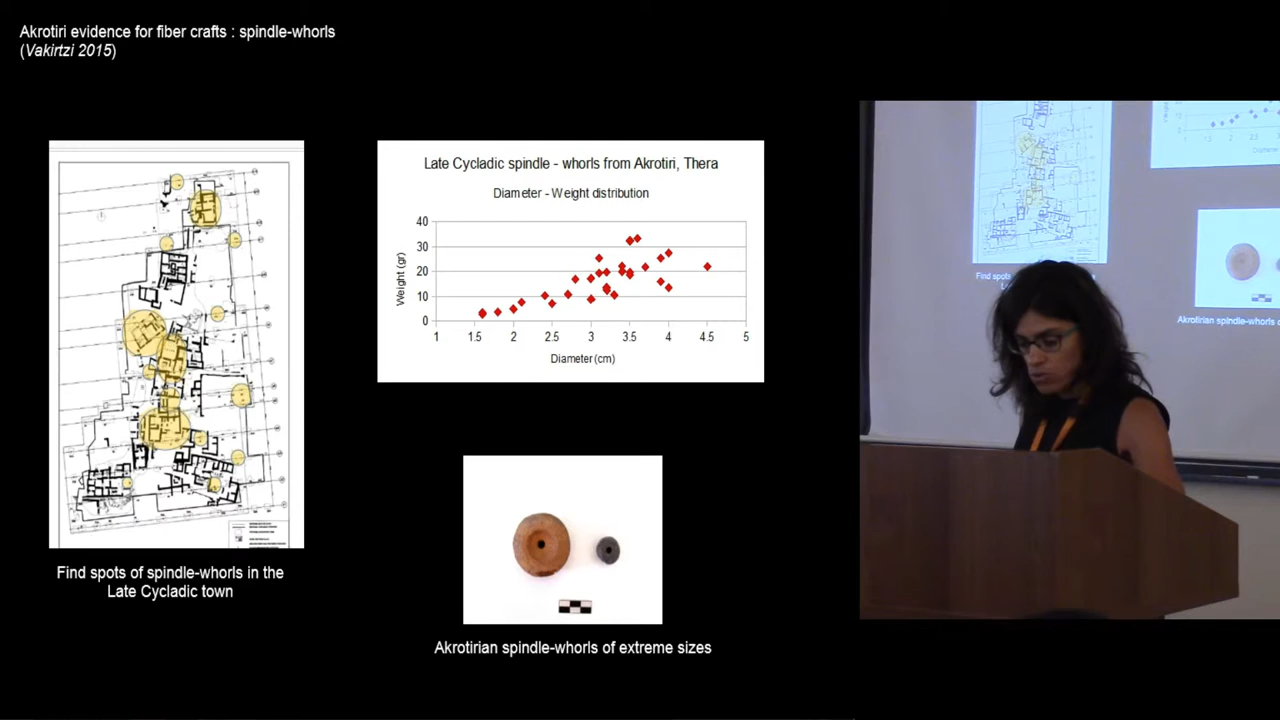 Akrotiri evidence for fiber crafts : spindle-whorls
(Vakirtzi 2015)
Late Cycladic spindle - whorls from Akrotiri, Thera
Diameter - Weight distribution
Weight (gr)
40
30
20
10
0
1 1.5 2 2.5 3 3.5 4 4.5 5
Diameter (cm)
Find spots of spindle-whorls in the
Late Cycladic town
Akrotirian spindle-whorls of extreme sizes
Find spots
Akrotirian spindle-whorls of